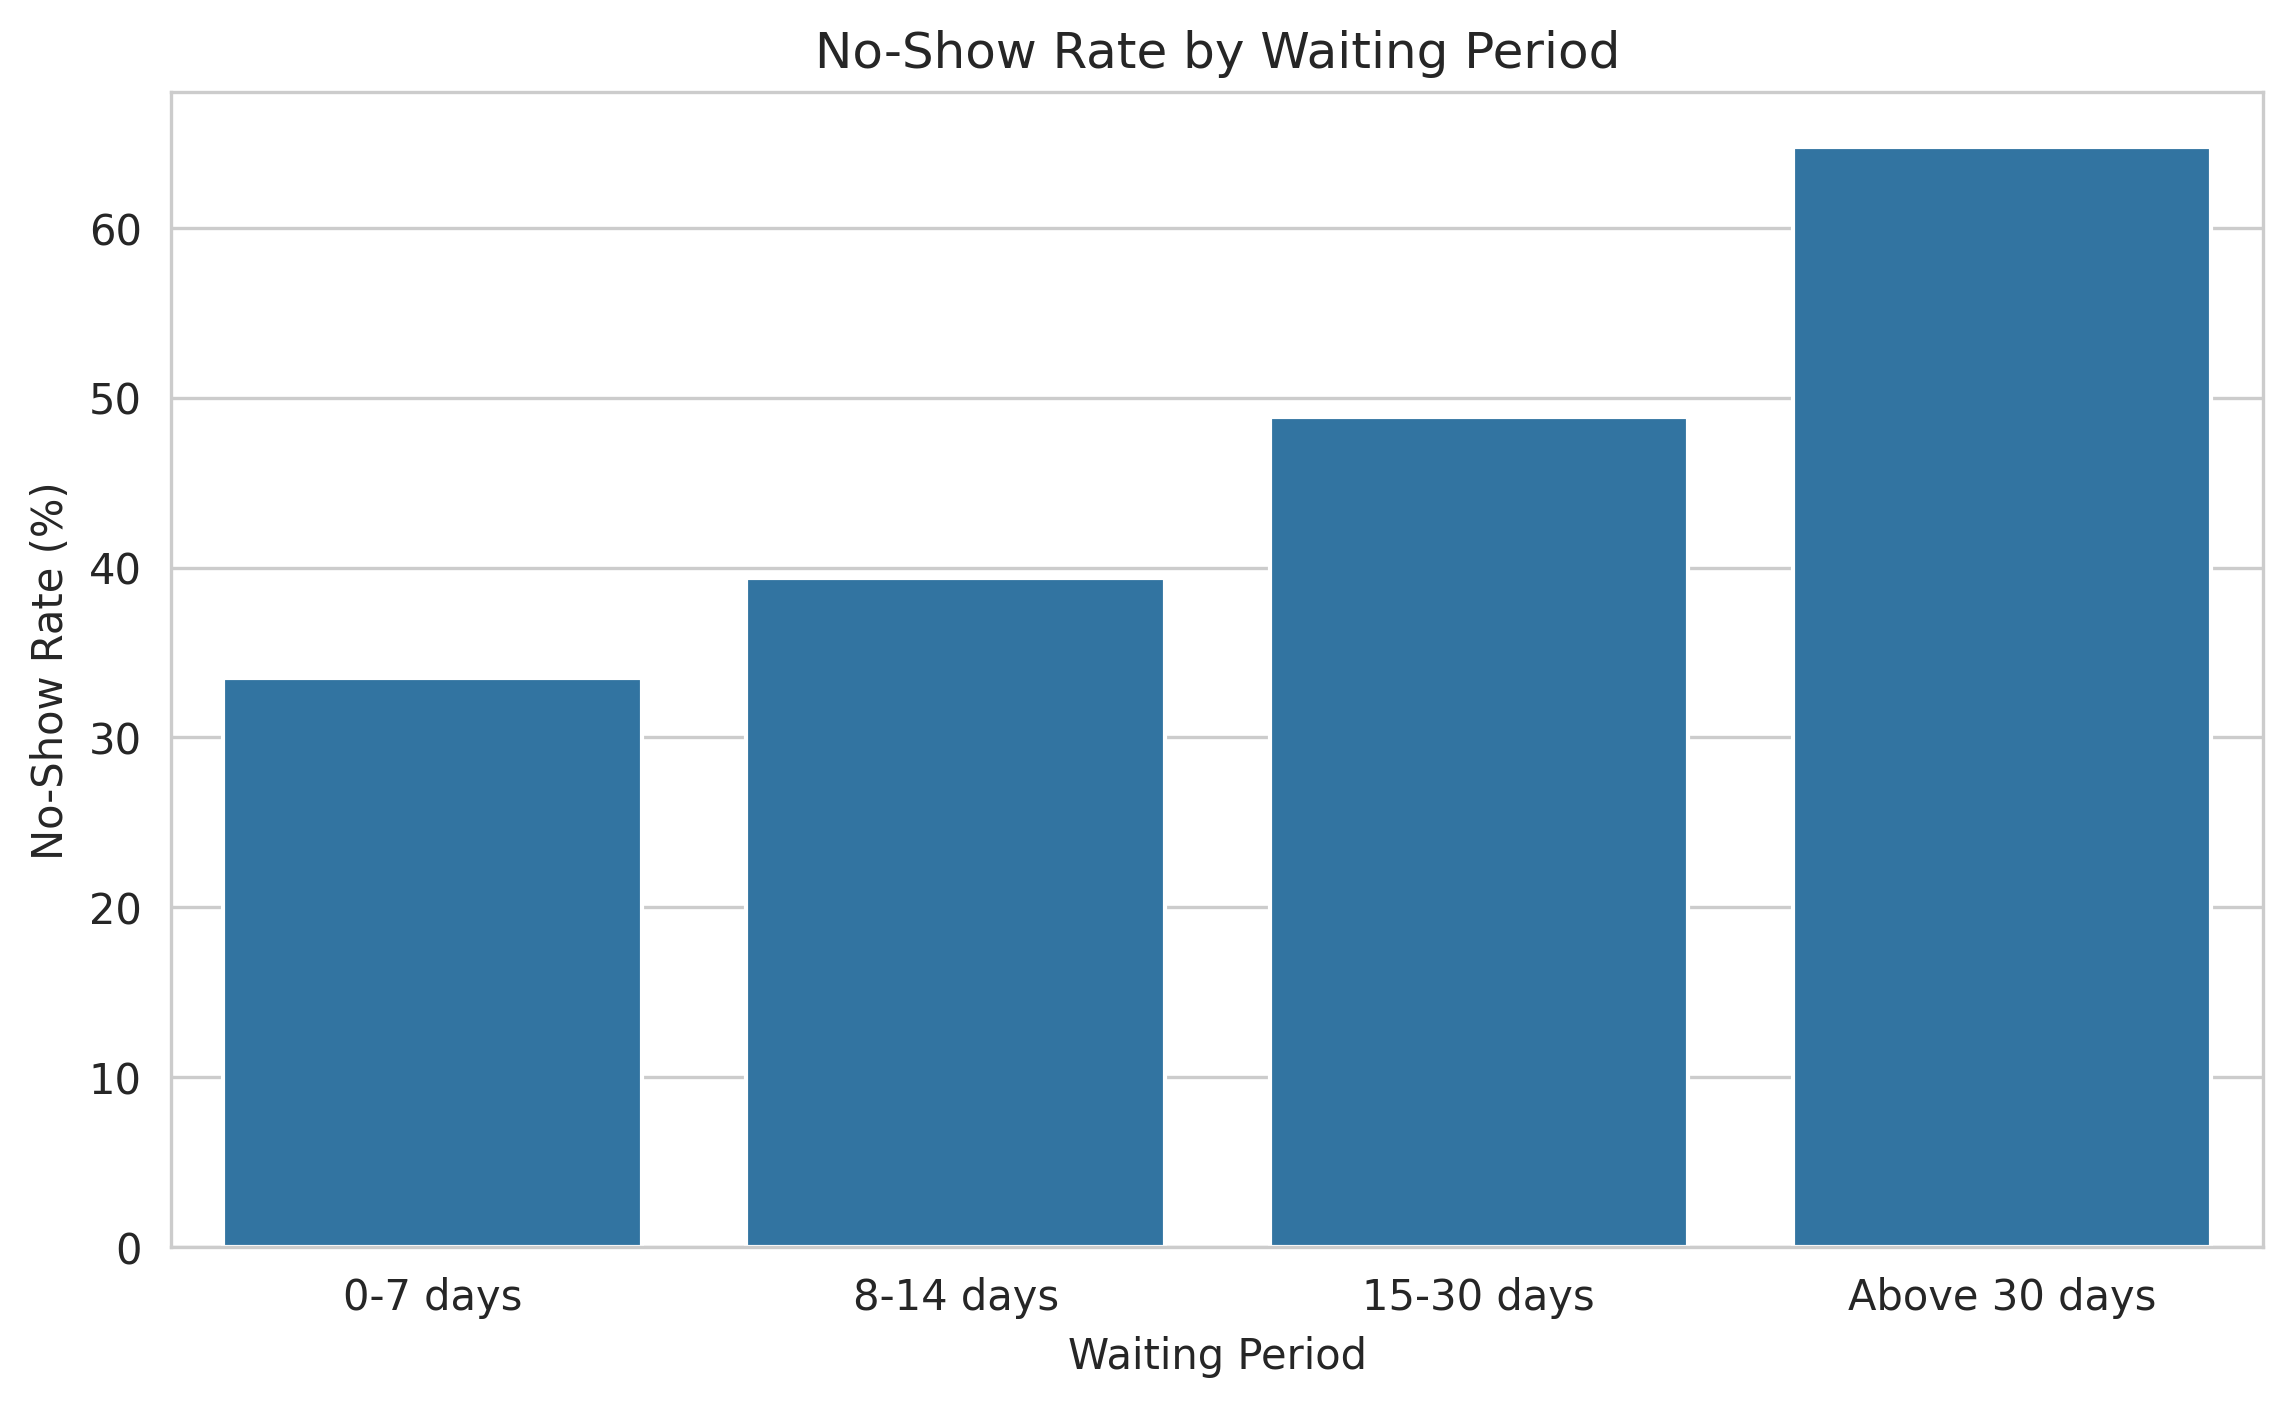 No-Show Rate by Waiting Period
No-Show Rate (%)
60
50
40
30
20
10
0
0-7 days
8-14 days
15-30 days
Above 30 days
Waiting Period